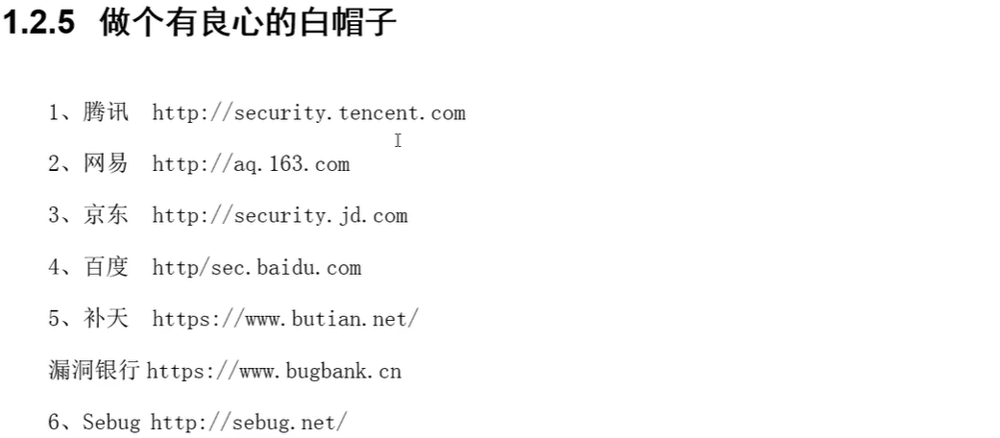 1.2.5 做个有良心的白帽子
1、腾讯 http://security.tencent.com
2、网易 http://aq.163.com
3、京东 http://security.jd.com
4、百度 http/sec.baidu.com
5、补天 https://www.butian.net/
漏洞银行 https://www.bugbank.cn
6、Sebug http://sebug.net/